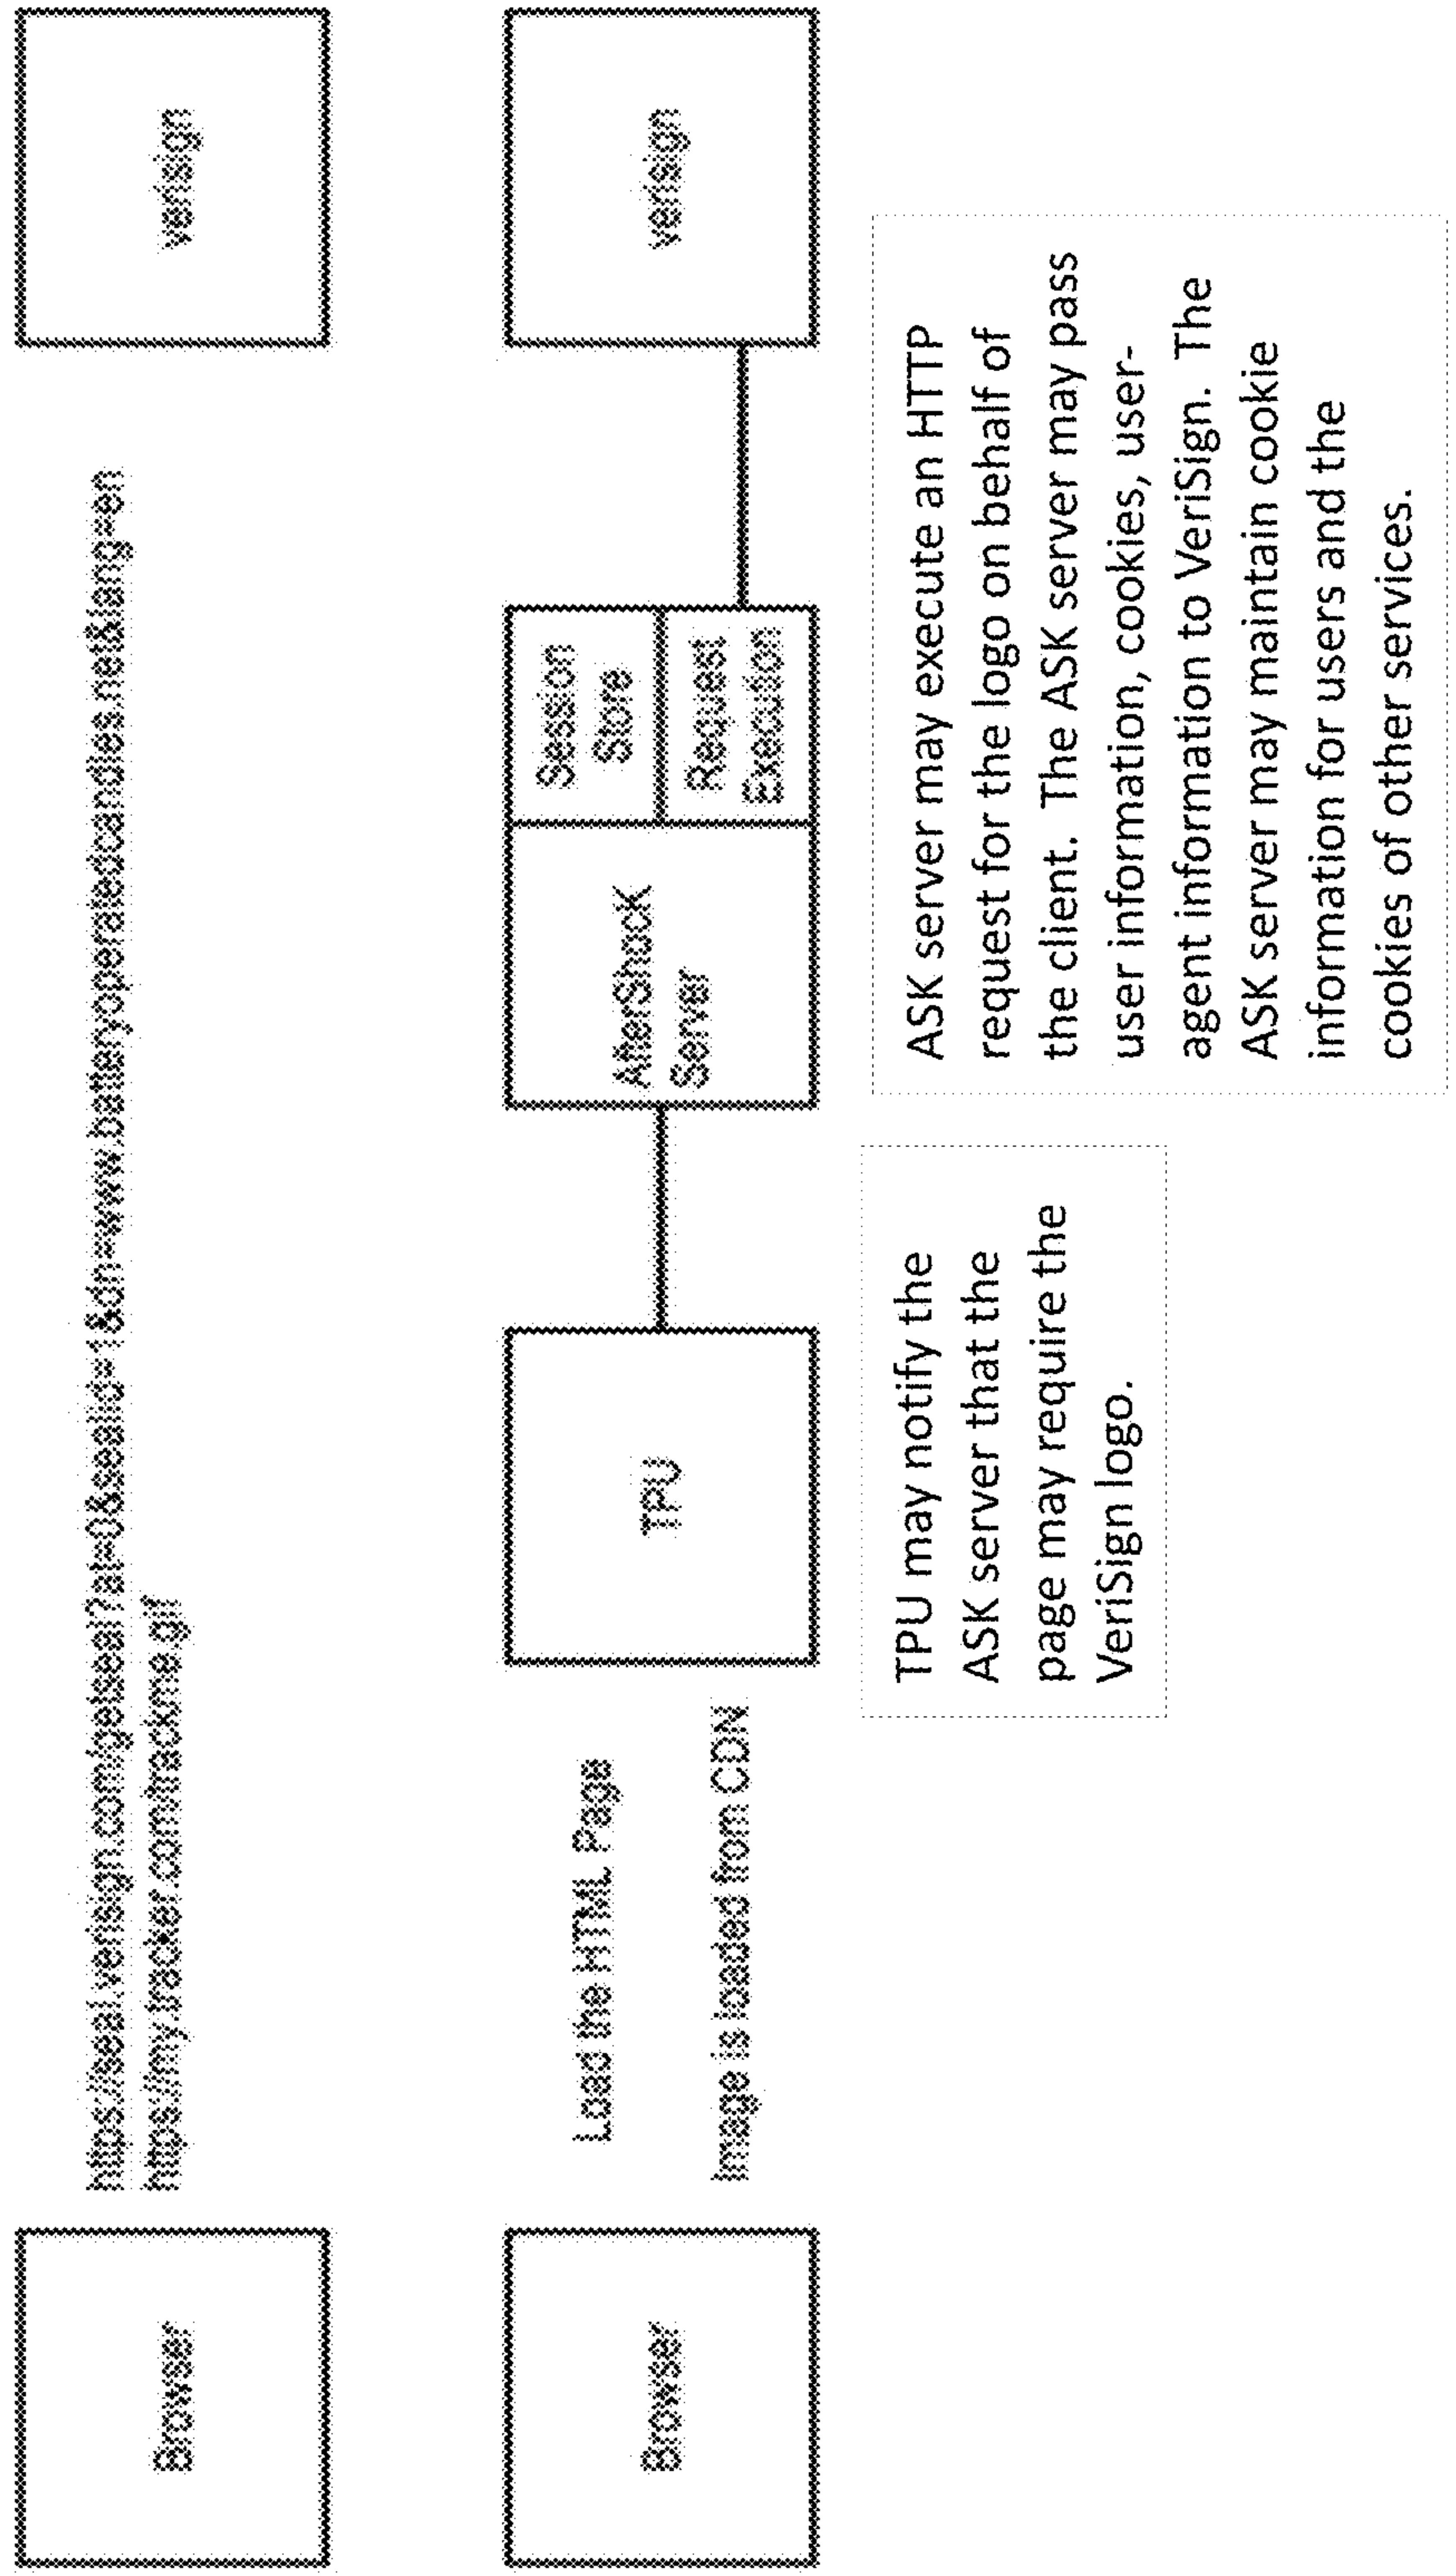 Browser
https://seal.verisign.com/getseal?at=0&sealid=1&dn=www.batteryoperatedcandles.net&lang=en
https://my.tracker.com/trackme.gif
verisign
Browser
Load the HTML Page
Image is loaded from CDN
TPU
AfterShocK
Server
Session
Store
Request
Execution
verisign
TPU may notify the
ASK server that the
page may require the
VeriSign logo.
ASK server may execute an HTTP
request for the logo on behalf of
the client. The ASK server may pass
user information, cookies, user-
agent information to VeriSign. The
ASK server may maintain cookie
information for users and the
cookies of other services.